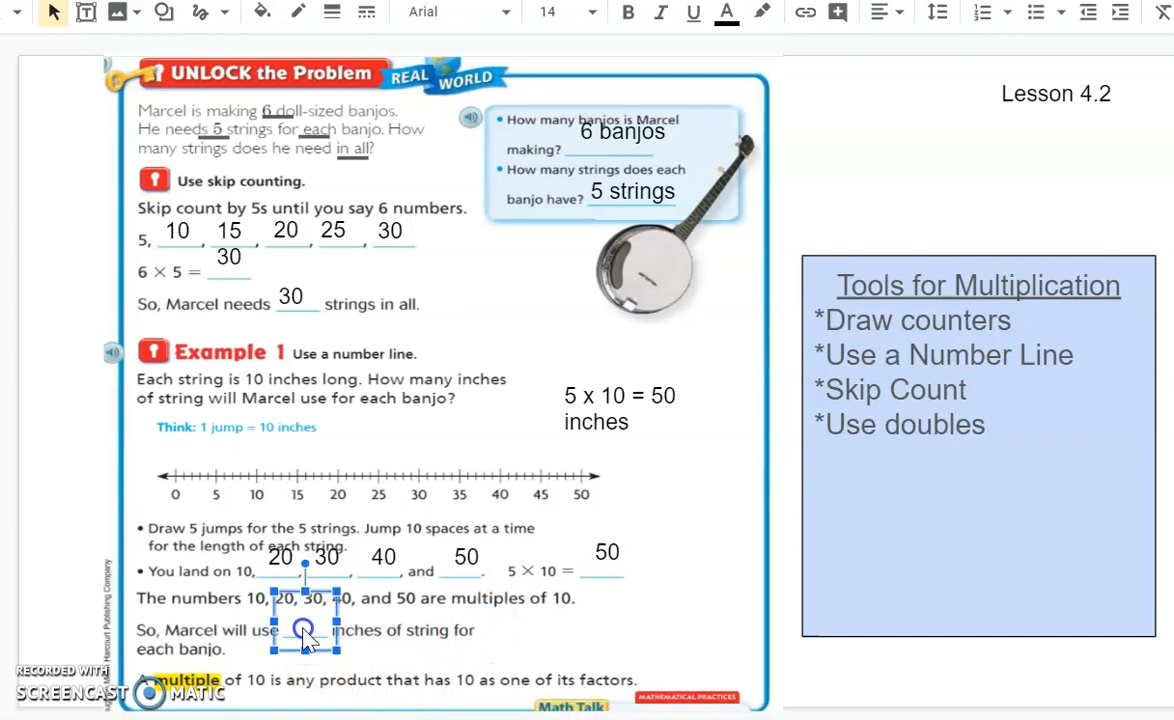 Arial
14
B I U A
UNLOCK the Problem REAL WORLD
Lesson 4.2
Marcel is making 6 doll-sized banjos.
He needs 5 strings for each banjo. How
many strings does he need in all?
• How many banjos is Marcel
making? 6 banjos
• How many strings does each
banjo have? 5 strings
Use skip counting.
Skip count by 5s until you say 6 numbers.
5, 10, 15, 20, 25, 30
6 × 5 = 30
So, Marcel needs 30 strings in all.
Example 1 Use a number line.
Each string is 10 inches long. How many inches
of string will Marcel use for each banjo?
5 x 10 = 50
inches
Think: 1 jump = 10 inches
0 5 10 15 20 25 30 35 40 45 50
• Draw 5 jumps for the 5 strings. Jump 10 spaces at a time
for the length of each string.
• You land on 10, 20, 30, 40, and 50. 5 × 10 = 50
The numbers 10, 20, 30, 40, and 50 are multiples of 10.
So, Marcel will use inches of string for
each banjo.
A multiple of 10 is any product that has 10 as one of its factors.
Math Talk
MATHEMATICAL PRACTICES
Tools for Multiplication
*Draw counters
*Use a Number Line
*Skip Count
*Use doubles
Harcourt Publishing Company
RECORDED WITH
SCREENCAST MATIC